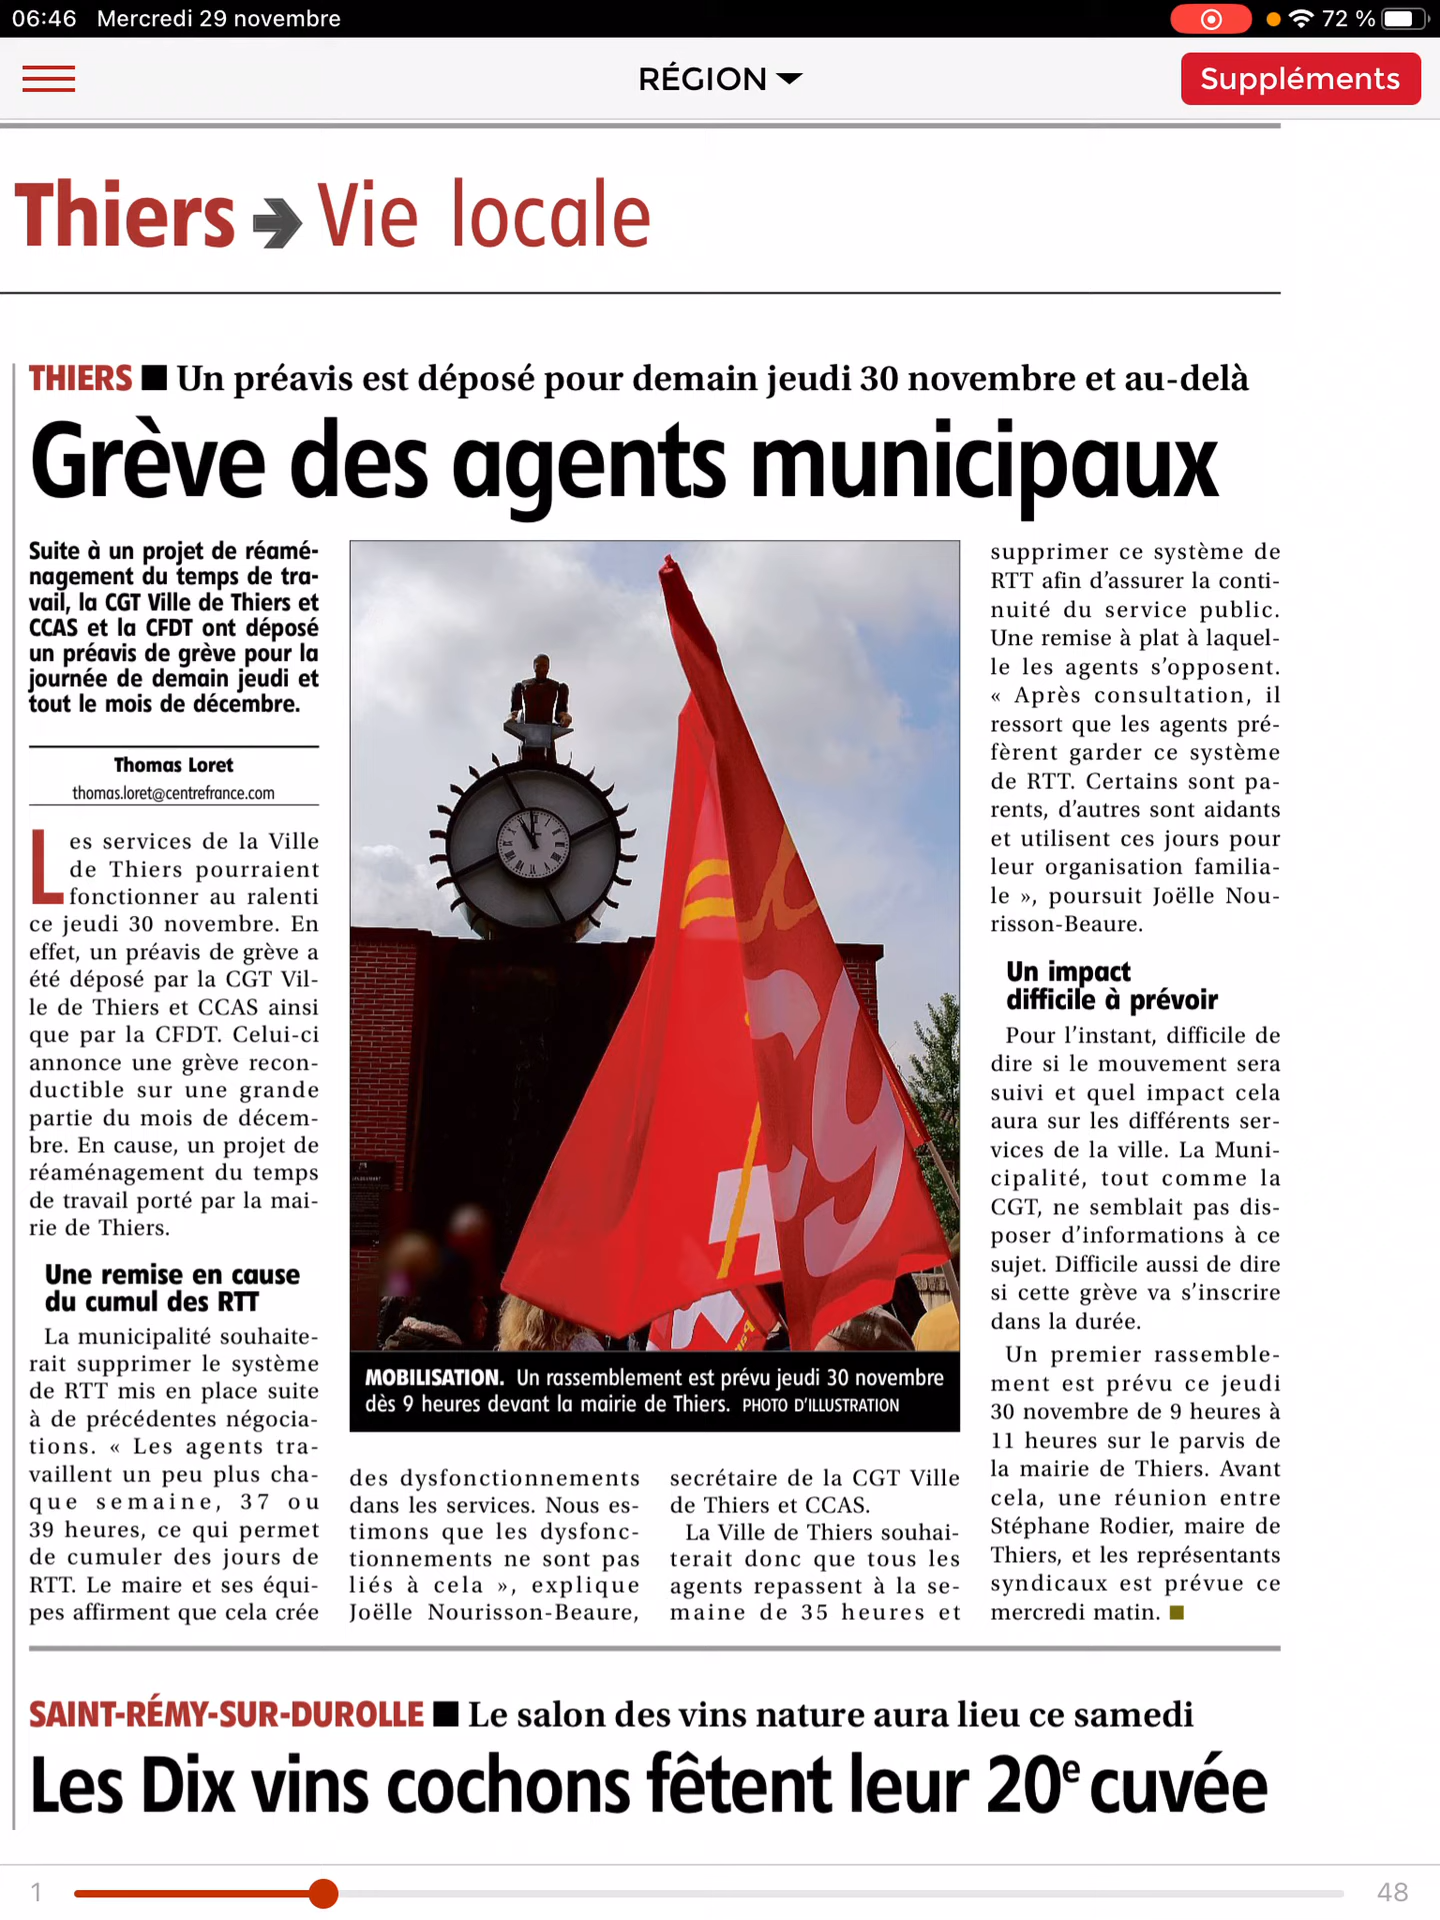 06:46 Mercredi 29 novembre
72 %
RÉGION
Suppléments
Thiers Vie locale
THIERS ■ Un préavis est déposé pour demain jeudi 30 novembre et au-delà
Grève des agents municipaux
Suite à un projet de réamé-
nagement du temps de tra-
vail, la CGT Ville de Thiers et
CCAS et la CFDT ont déposé
un préavis de grève pour la
journée de demain jeudi et
tout le mois de décembre.
Thomas Loret
thomas.loret@centrefrance.com
Les services de la Ville
de Thiers pourraient
fonctionner au ralenti
ce jeudi 30 novembre. En
effet, un préavis de grève a
été déposé par la CGT Vil-
le de Thiers et CCAS ainsi
que par la CFDT. Celui-ci
annonce une grève recon-
ductible sur une grande
partie du mois de décem-
bre. En cause, un projet de
réaménagement du temps
de travail porté par la mai-
rie de Thiers.
Une remise en cause
du cumul des RTT
La municipalité souhaite-
rait supprimer le système
de RTT mis en place suite
à de précédentes négocia-
tions. « Les agents tra-
vaillent un peu plus cha-
que semaine, 37 ou
39 heures, ce qui permet
de cumuler des jours de
RTT. Le maire et ses équi-
pes affirment que cela crée
MOBILISATION. Un rassemblement est prévu jeudi 30 novembre
dès 9 heures devant la mairie de Thiers. PHOTO D'ILLUSTRATION
des dysfonctionnements
dans les services. Nous es-
timons que les dysfonc-
tionnements ne sont pas
liés à cela », explique
Joëlle Nourisson-Beaure,
secrétaire de la CGT Ville
de Thiers et CCAS.
La Ville de Thiers souhai-
terait donc que tous les
agents repassent à la se-
maine de 35 heures et
supprimer ce système de
RTT afin d'assurer la conti-
nuité du service public.
Une remise à plat à laquel-
le les agents s'opposent.
« Après consultation, il
ressort que les agents pré-
fèrent garder ce système
de RTT. Certains sont pa-
rents, d'autres sont aidants
et utilisent ces jours pour
leur organisation familia-
le », poursuit Joëlle Nou-
risson-Beaure.
Un impact
difficile à prévoir
Pour l'instant, difficile de
dire si le mouvement sera
suivi et quel impact cela
aura sur les différents ser-
vices de la ville. La Muni-
cipalité, tout comme la
CGT, ne semblait pas dis-
poser d'informations à ce
sujet. Difficile aussi de dire
si cette grève va s'inscrire
dans la durée.
Un premier rassemble-
ment est prévu ce jeudi
30 novembre de 9 heures à
11 heures sur le parvis de
la mairie de Thiers. Avant
cela, une réunion entre
Stéphane Rodier, maire de
Thiers, et les représentants
syndicaux est prévue ce
mercredi matin. ■
SAINT-RÉMY-SUR-DUROLLE ■ Le salon des vins nature aura lieu ce samedi
Les Dix vins cochons fêtent leur 20e cuvée
1
48